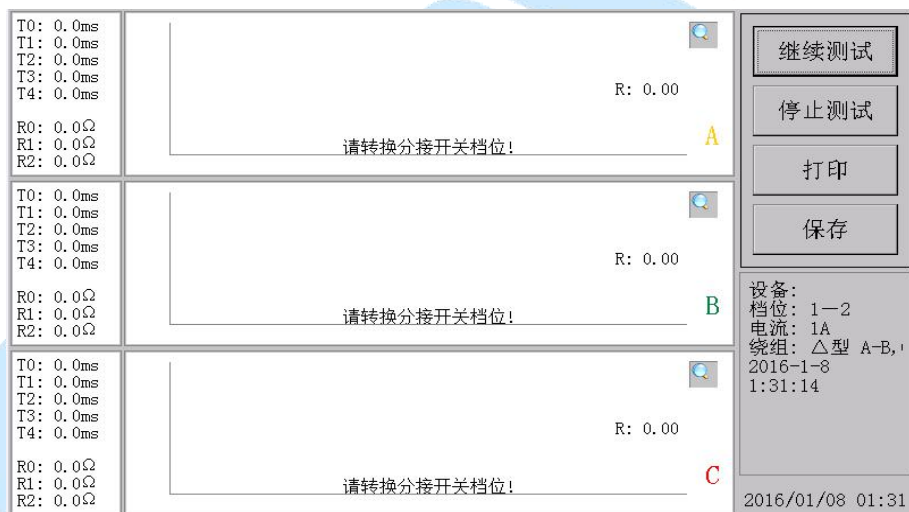 T0: 0.0ms
T1: 0.0ms
T2: 0.0ms
T3: 0.0ms
T4: 0.0ms
R0: 0.0Ω
R1: 0.0Ω
R2: 0.0Ω
R: 0.00
A
请转换分接开关档位!
T0: 0.0ms
T1: 0.0ms
T2: 0.0ms
T3: 0.0ms
T4: 0.0ms
R0: 0.0Ω
R1: 0.0Ω
R2: 0.0Ω
R: 0.00
B
请转换分接开关档位!
T0: 0.0ms
T1: 0.0ms
T2: 0.0ms
T3: 0.0ms
T4: 0.0ms
R0: 0.0Ω
R1: 0.0Ω
R2: 0.0Ω
R: 0.00
C
请转换分接开关档位!
继续测试
停止测试
打印
保存
设备:
档位: 1—2
电流: 1A
绕组: △型 A-B,
2016-1-8
1:31:14
2016/01/08 01:31